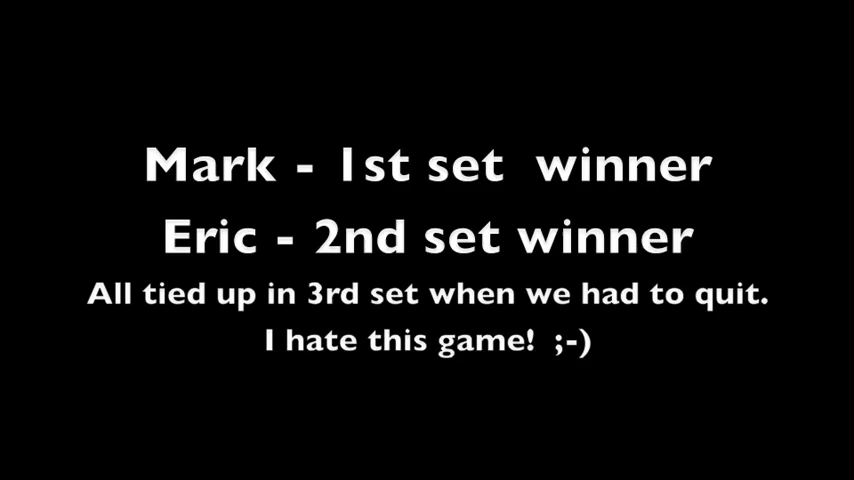 Mark - 1st set  winner
Eric - 2nd set winner
All tied up in 3rd set when we had to quit.
I hate this game!  ;-)